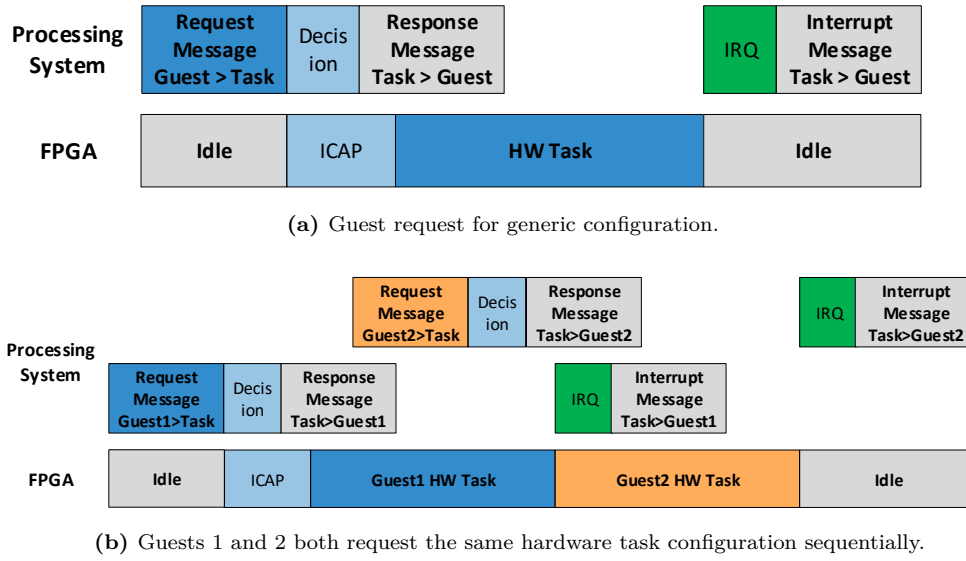 Processing
System
Request
Message
Guest > Task
Decis
ion
Response
Message
Task > Guest
IRQ
Interrupt
Message
Task > Guest
FPGA
Idle
ICAP
HW Task
Idle
(a) Guest request for generic configuration.
Request
Message
Guest2>Task
Decis
ion
Response
Message
Task>Guest2
IRQ
Interrupt
Message
Task>Guest2
Processing
System
Request
Message
Guest1>Task
Decis
ion
Response
Message
Task>Guest1
IRQ
Interrupt
Message
Task>Guest1
FPGA
Idle
ICAP
Guest1 HW Task
Guest2 HW Task
Idle
(b) Guests 1 and 2 both request the same hardware task configuration sequentially.